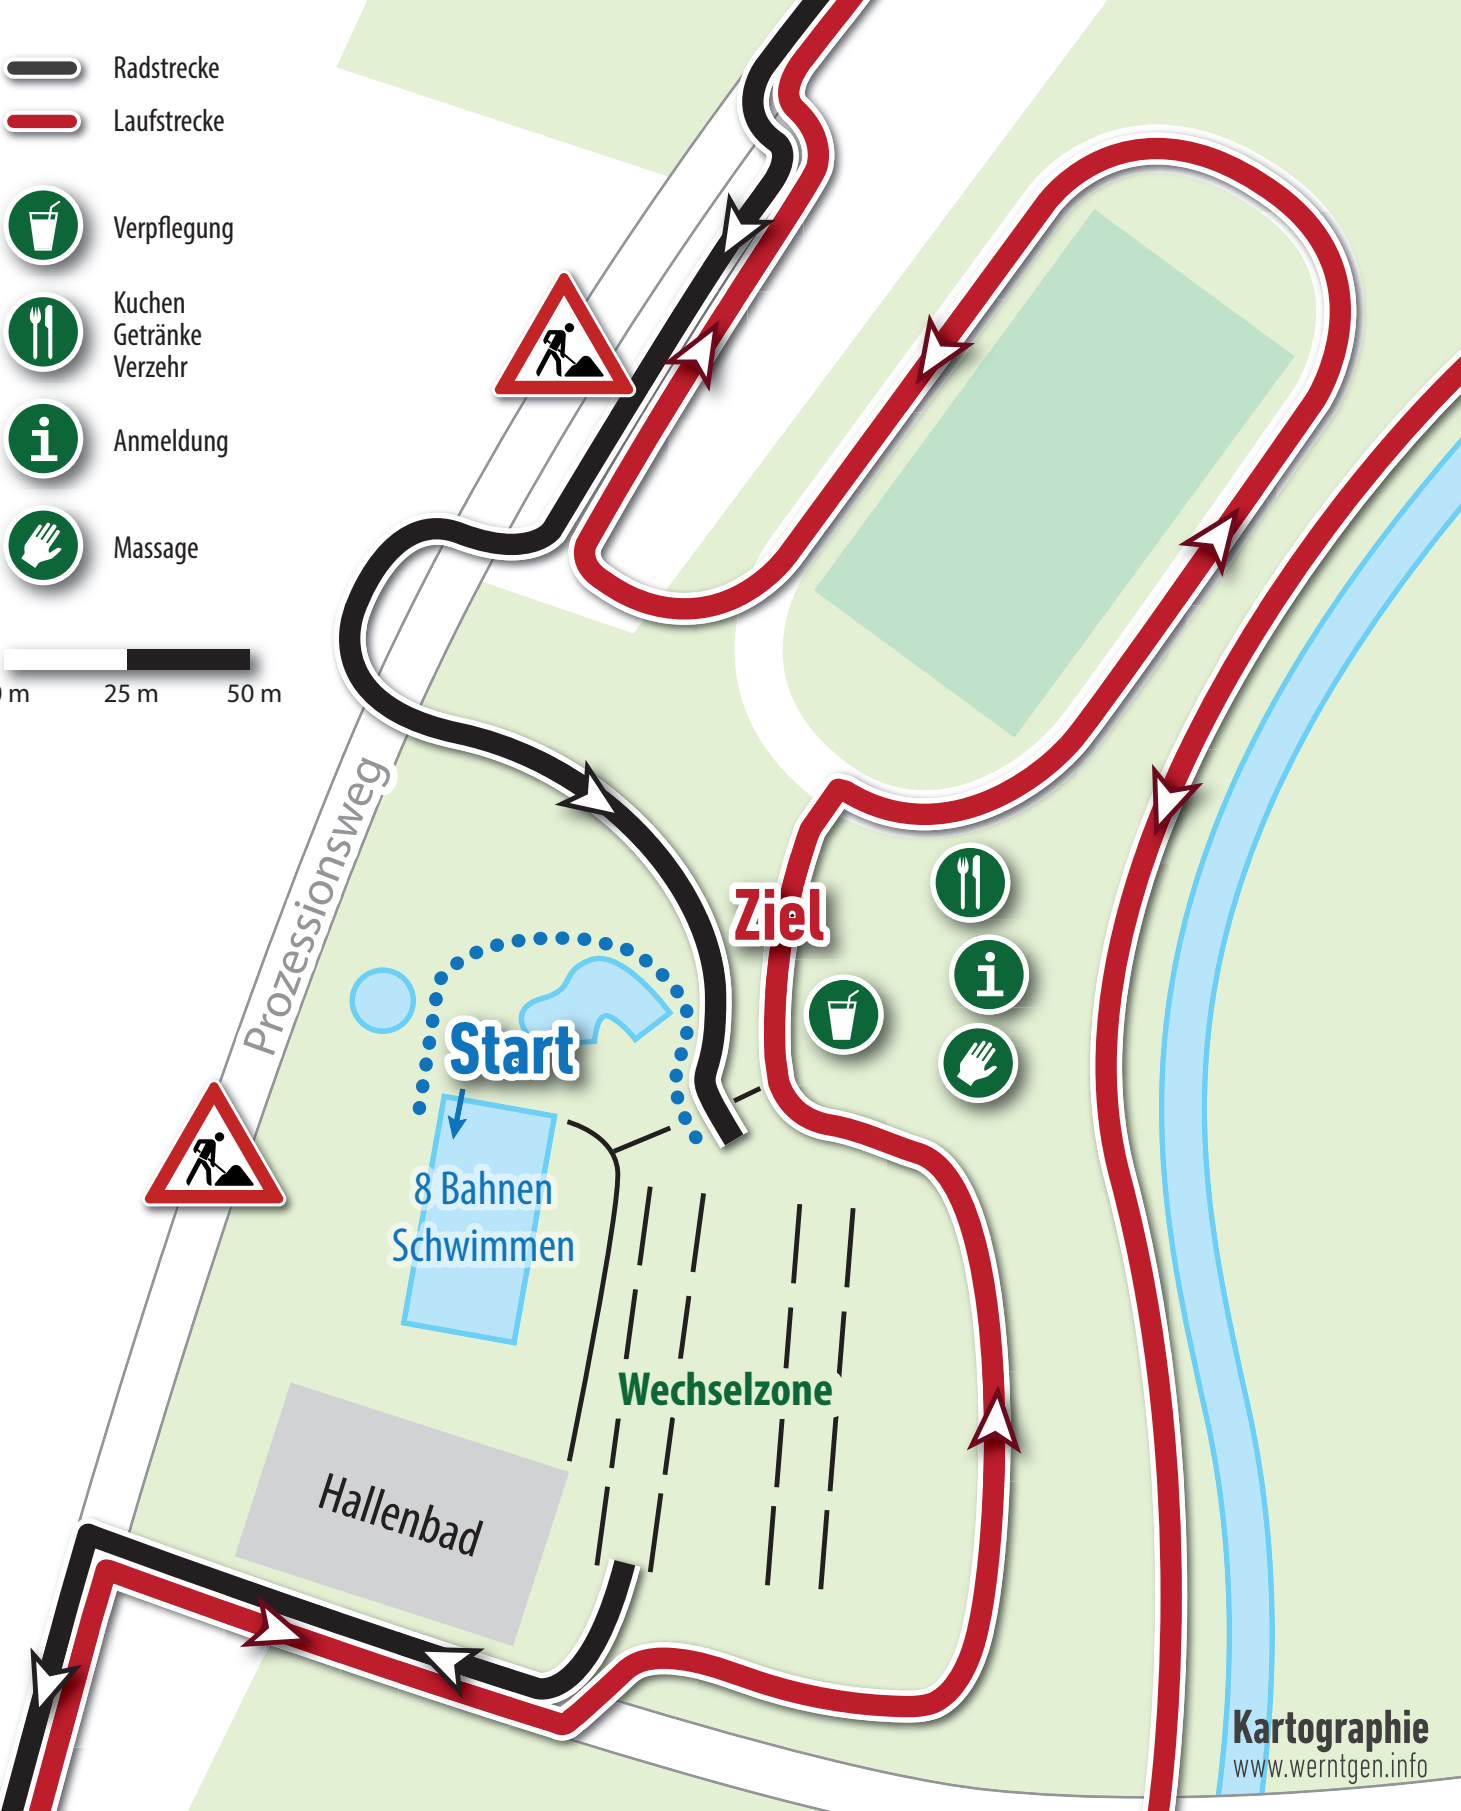 Radstrecke
Laufstrecke
Verpflegung
Kuchen
Getränke
Verzehr
Anmeldung
Massage
0 m 25 m 50 m
Prozessionsweg
Ziel
Start
8 Bahnen
Schwimmen
Wechselzone
Hallenbad
Kartographie
www.werntgen.info